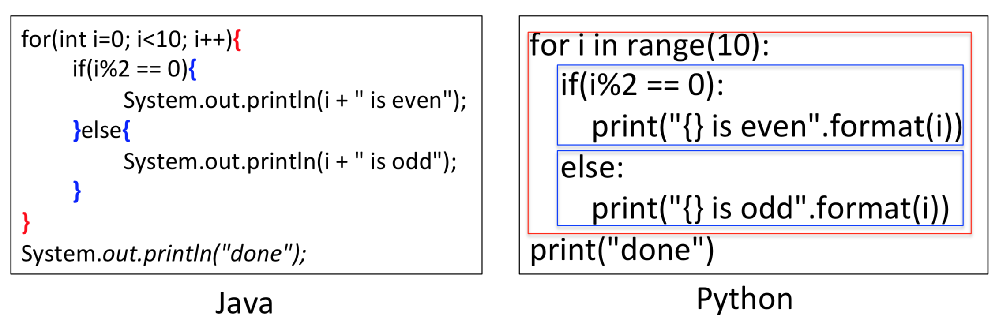 for(int i=0; i<10; i++){
if(i%2 == 0){
System.out.println(i + " is even");
}else{
System.out.println(i + " is odd");
}
}
System.out.println("done");
Java
for i in range(10):
if(i%2 == 0):
print("{} is even".format(i))
else:
print("{} is odd".format(i))
print("done")
Python